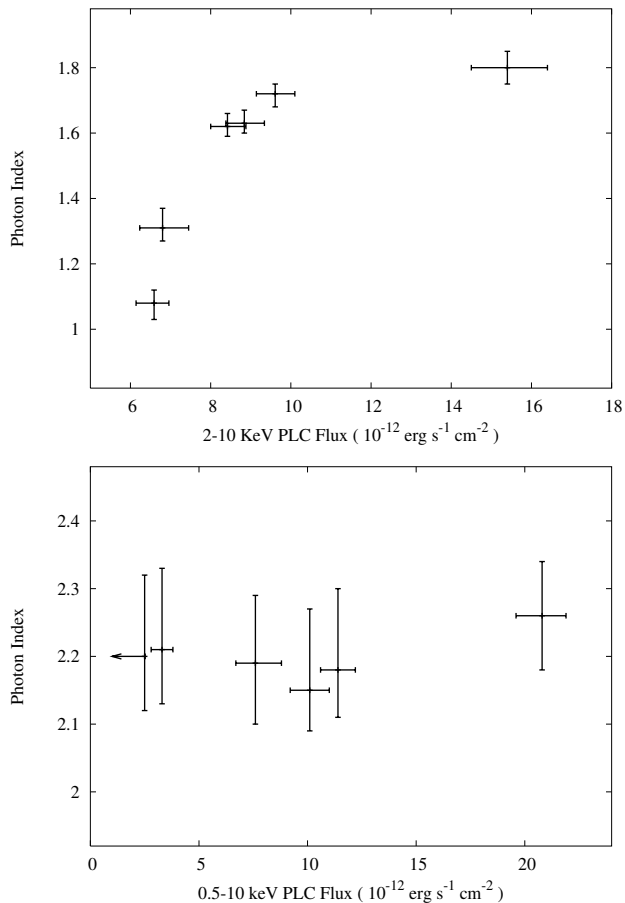 1.8
1.6
1.4
1.2
1
Photon Index
6 8 10 12 14 16 18
2-10 KeV PLC Flux ( 10^-12 erg s^-1 cm^-2 )
2.4
2.3
2.2
2.1
2
Photon Index
0 5 10 15 20
0.5-10 keV PLC Flux ( 10^-12 erg s^-1 cm^-2 )